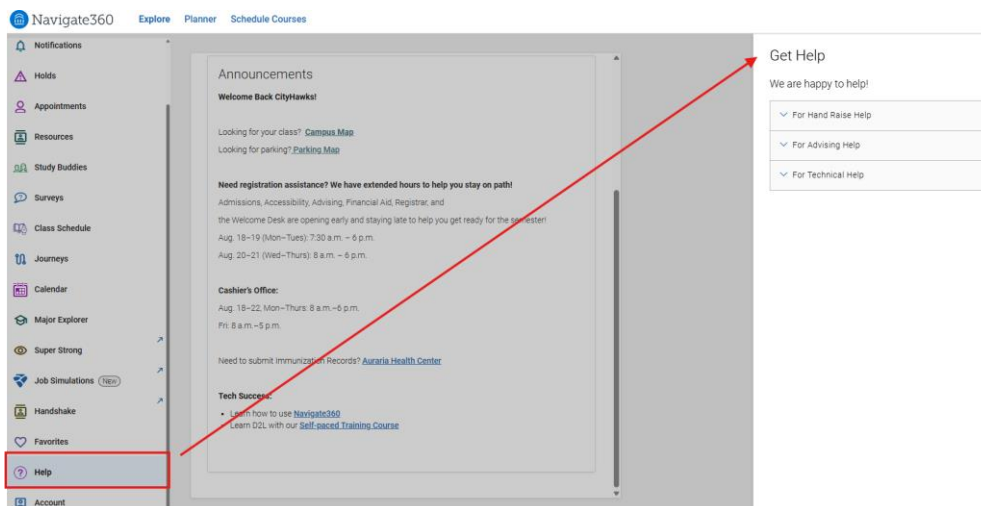 Navigate360
Explore Planner Schedule Courses
Notifications
Holds
Appointments
Resources
Study Buddies
Surveys
Class Schedule
Journeys
Calendar
Major Explorer
Super Strong
Job Simulations New
Handshake
Favorites
Help
Account
Announcements
Welcome Back CityHawks!
Looking for your class? Campus Map
Looking for parking? Parking Map
Need registration assistance? We have extended hours to help you stay on path!
Admissions, Accessibility, Advising, Financial Aid, Registrar, and
the Welcome Desk are opening early and staying late to help you get ready for the semester!
Aug. 18–19 (Mon–Tues): 7:30 a.m. – 6 p.m.
Aug. 20–21 (Wed–Thurs): 8 a.m. – 6 p.m.
Cashier's Office:
Aug. 18–22, Mon–Thurs: 8 a.m.–6 p.m.
Fri: 8 a.m.–5 p.m.
Need to submit Immunization Records? Auraria Health Center
Tech Success:
Learn how to use Navigate360
Learn D2L with our Self-paced Training Course
Get Help
We are happy to help!
For Hand Raise Help
For Advising Help
For Technical Help